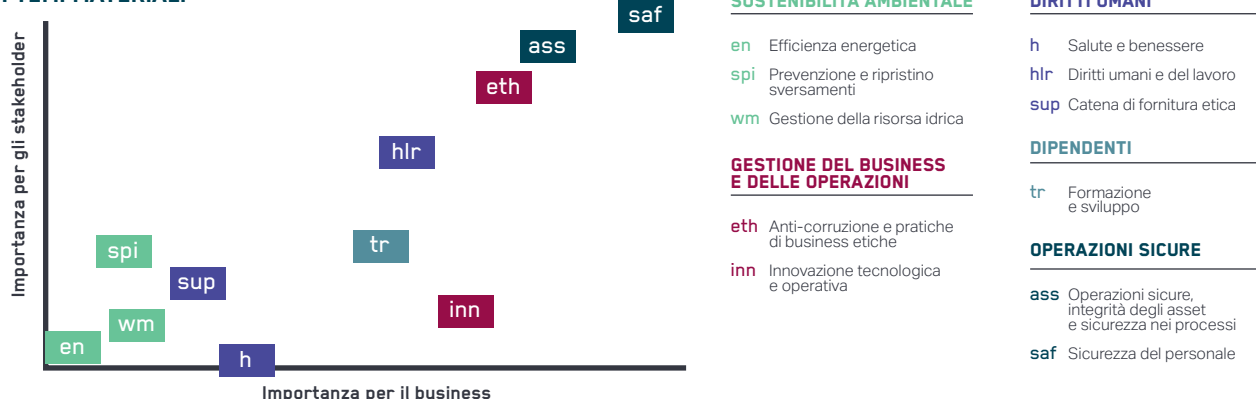 TEMI MATERIALI
Importanza per gli stakeholder
saf
ass
eth
hlr
tr
spi
sup
inn
wm
en
h
Importanza per il business
SOSTENIBILITÀ AMBIENTALE
en Efficienza energetica
spi Prevenzione e ripristino
sversamenti
wm Gestione della risorsa idrica
GESTIONE DEL BUSINESS
E DELLE OPERAZIONI
eth Anti-corruzione e pratiche
di business etiche
inn Innovazione tecnologica
e operativa
DIRITTI UMANI
h Salute e benessere
hlr Diritti umani e del lavoro
sup Catena di fornitura etica
DIPENDENTI
tr Formazione
e sviluppo
OPERAZIONI SICURE
ass Operazioni sicure,
integrità degli asset
e sicurezza nei processi
saf Sicurezza del personale